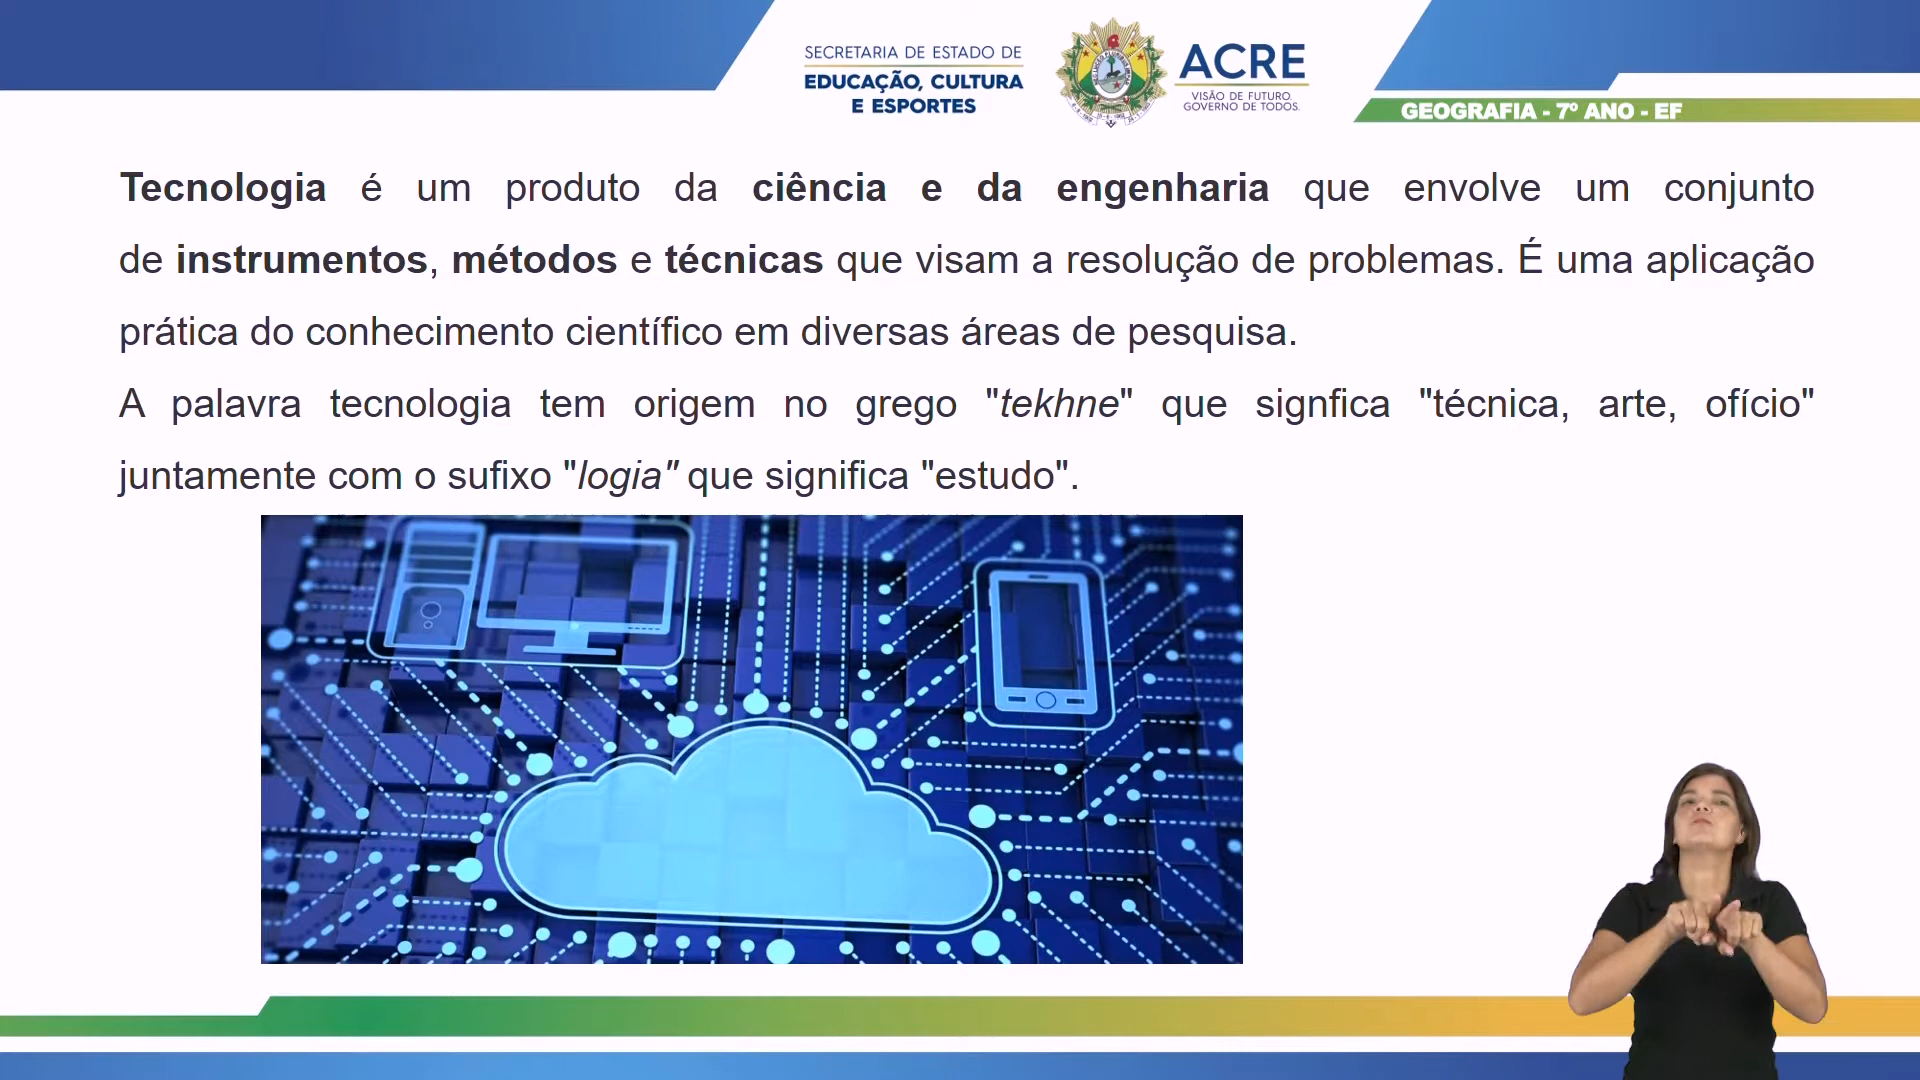 SECRETARIA DE ESTADO DE
EDUCAÇÃO, CULTURA
E ESPORTES
ACRE
VISÃO DE FUTURO.
GOVERNO DE TODOS.
GEOGRAFIA - 7º ANO - EF
Tecnologia é um produto da ciência e da engenharia que envolve um conjunto
de instrumentos, métodos e técnicas que visam a resolução de problemas. É uma aplicação
prática do conhecimento científico em diversas áreas de pesquisa.
A palavra tecnologia tem origem no grego "tekhne" que signfica "técnica, arte, ofício"
juntamente com o sufixo "logia" que significa "estudo".